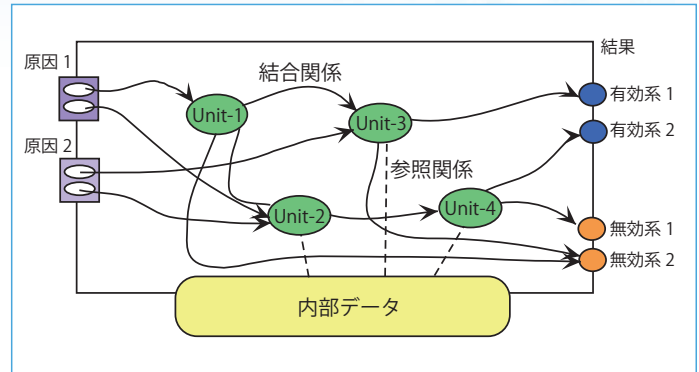 結果
原因 1
結合関係
有効系 1
Unit-1
Unit-3
有効系 2
原因 2
参照関係
Unit-2
Unit-4
無効系 1
無効系 2
内部データ